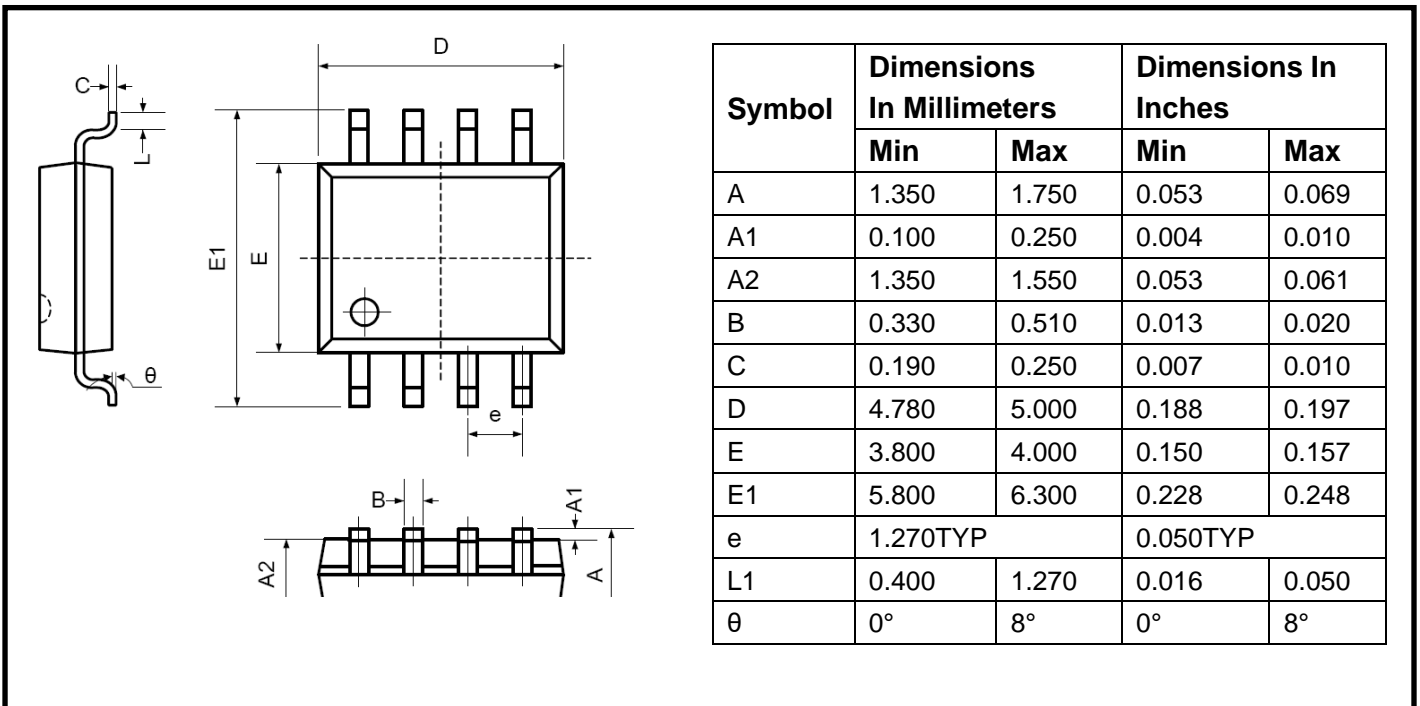 D
C
L
E1
E
θ
e
B
A1
A2
A
Symbol
Dimensions In Millimeters
Dimensions In Inches
Min Max Min Max
A 1.350 1.750 0.053 0.069
A1 0.100 0.250 0.004 0.010
A2 1.350 1.550 0.053 0.061
B 0.330 0.510 0.013 0.020
C 0.190 0.250 0.007 0.010
D 4.780 5.000 0.188 0.197
E 3.800 4.000 0.150 0.157
E1 5.800 6.300 0.228 0.248
e 1.270TYP 0.050TYP
L1 0.400 1.270 0.016 0.050
θ 0° 8° 0° 8°